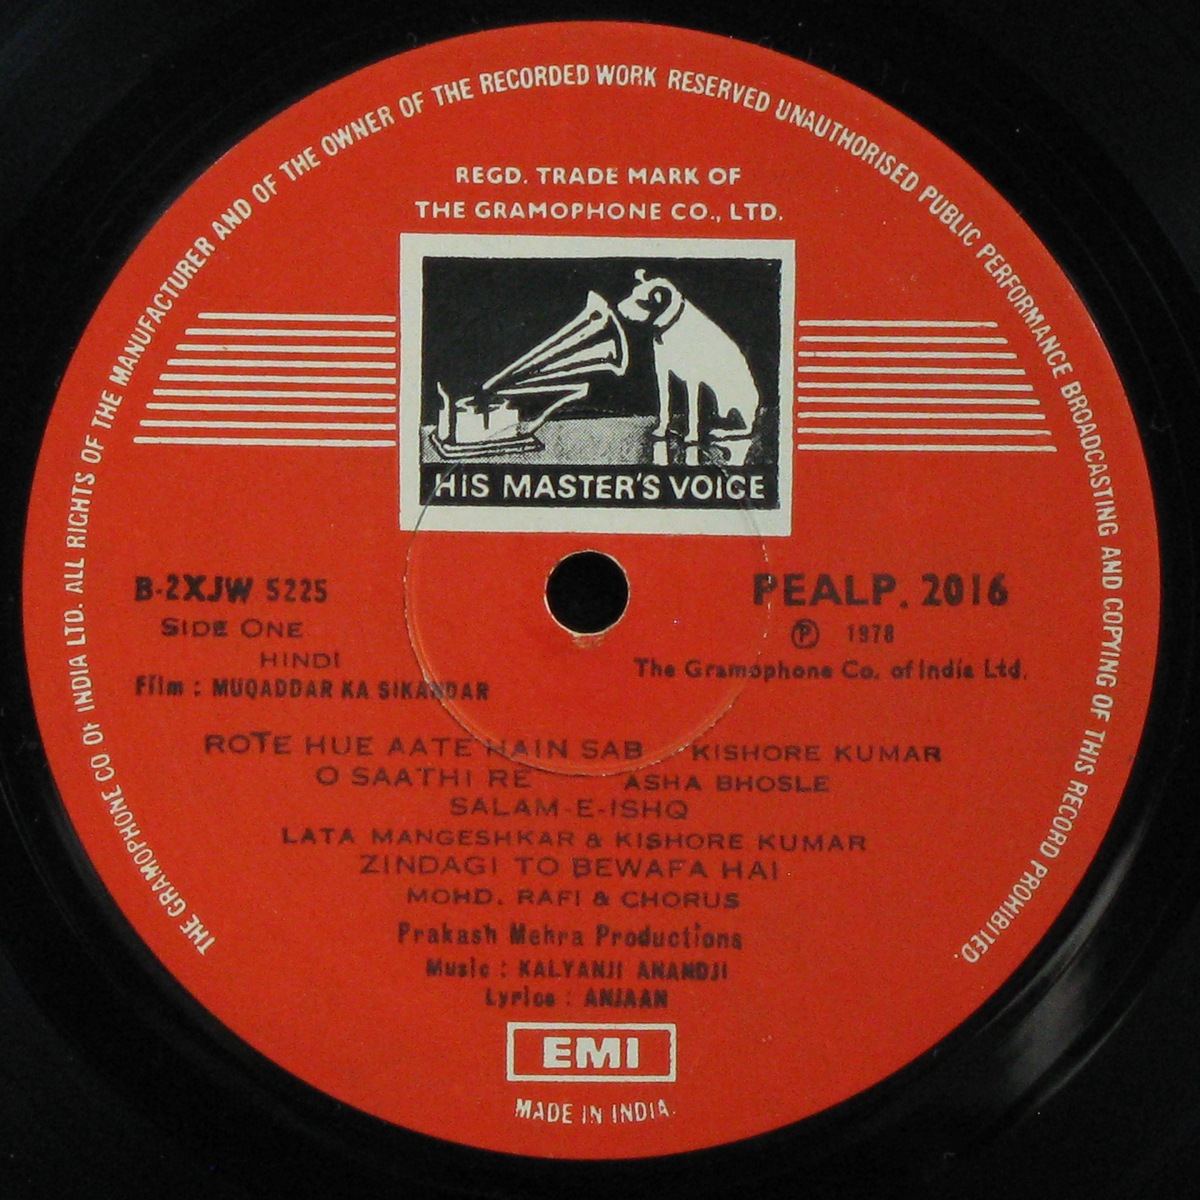 THE GRAMOPHONE CO OF INDIA LTD. ALL RIGHTS OF THE MANUFACTURER AND OF THE OWNER OF THE RECORDED WORK RESERVED UNAUTHORISED PUBLIC PERFORMANCE BROADCASTING AND COPYING OF THIS RECORD PROHIBITED.
REGD. TRADE MARK OF
THE GRAMOPHONE CO., LTD.
HIS MASTER'S VOICE
B-2XJW 5225
SIDE ONE
HINDI
Film : MUQADDAR KA SIKANDAR
PEALP. 2016
Ⓟ 1978
The Gramophone Co. of India Ltd.
ROTE HUE AATE HAIN SAB KISHORE KUMAR
O SAATHI RE ASHA BHOSLE
SALAM-E-ISHQ
LATA MANGESHKAR & KISHORE KUMAR
ZINDAGI TO BEWAFA HAI
MOHD. RAFI & CHORUS
Prakash Mehra Productions
Music : KALYANJI ANANDJI
Lyrics : ANJAAN
EMI
MADE IN INDIA.